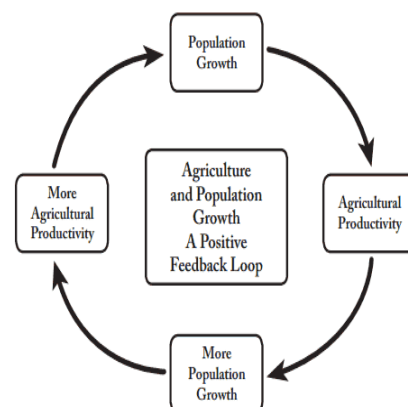 Population
Growth
Agriculture
and Population
Growth
A Positive
Feedback Loop
More
Agricultural
Productivity
Agricultural
Productivity
More
Population
Growth